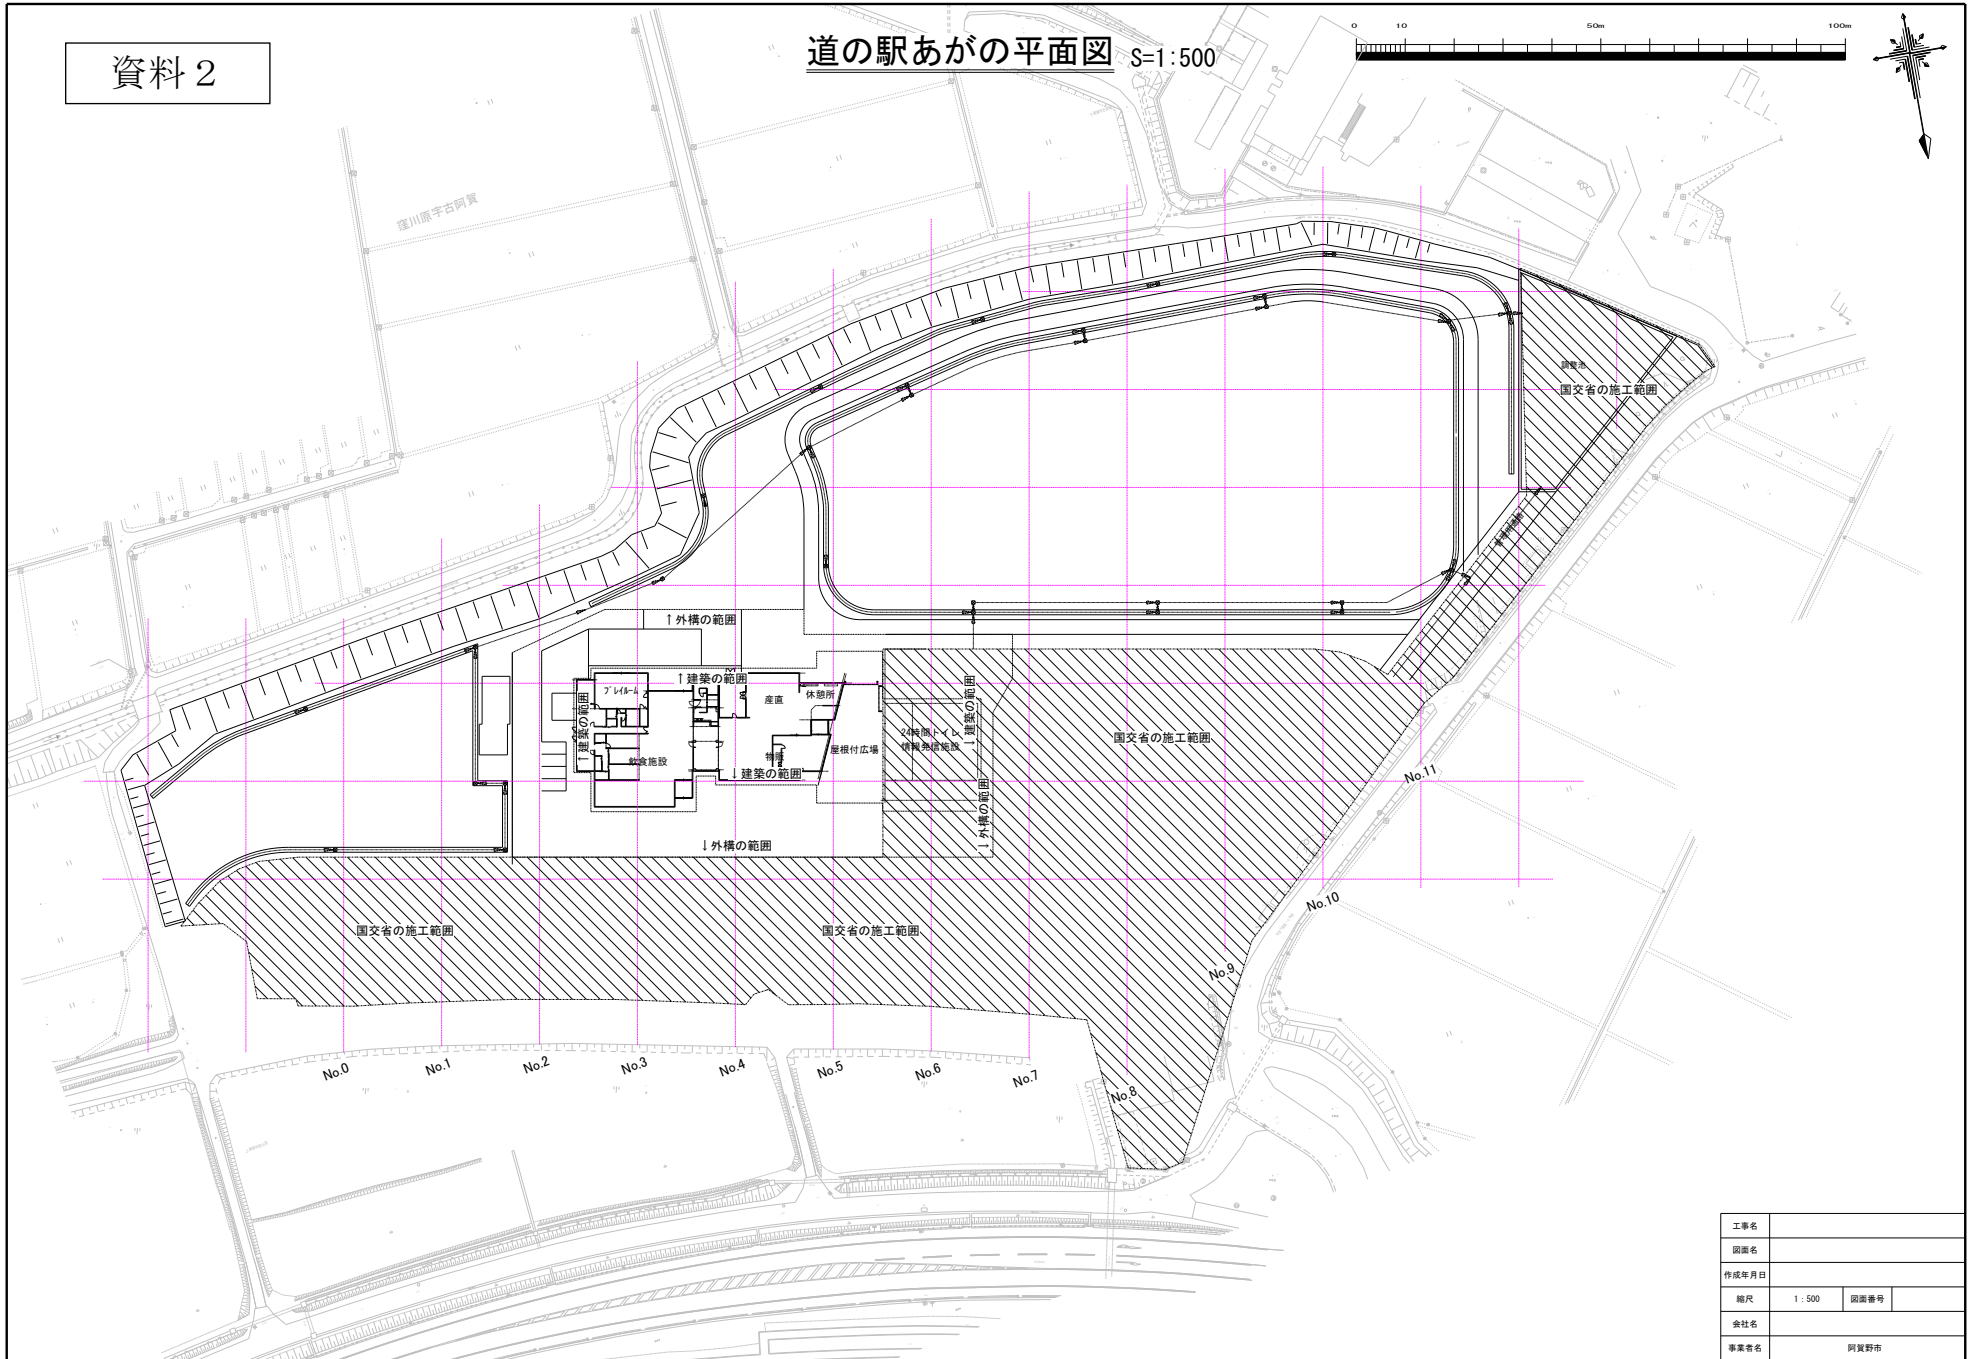 資料２
道の駅あがの平面図 S=1:500
0 10 50m 100m
窪川原字古阿賀
調整池
国交省の施工範囲
↑外構の範囲
↑建築の範囲
プレイルーム
産直
休憩所
↑建築の範囲
↓建築の範囲
24時間トイレ
情報発信施設
国交省の施工範囲
飲食施設
物販
屋根付広場
↓建築の範囲
↓外構の範囲
↓外構の範囲
国交省の施工範囲
国交省の施工範囲
No.0
No.1
No.2
No.3
No.4
No.5
No.6
No.7
No.8
No.9
No.10
No.11
工事名
図面名
作成年月日
縮尺 1：500 図面番号
会社名
事業者名 阿賀野市